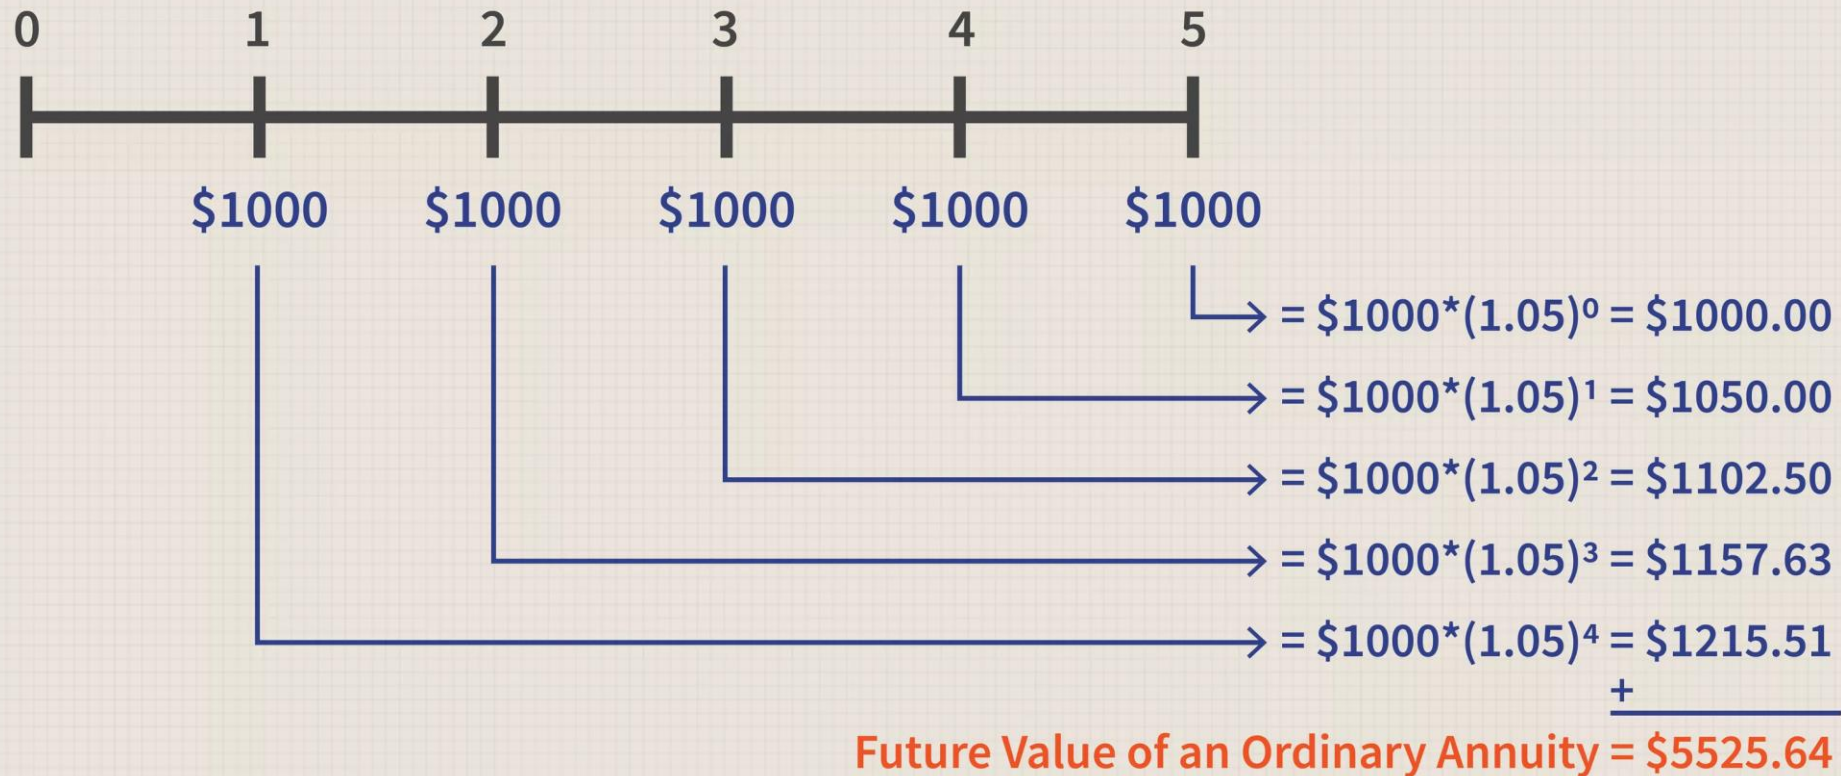 0 1 2 3 4 5
$1000 $1000 $1000 $1000 $1000
= $1000*(1.05)⁰ = $1000.00
= $1000*(1.05)¹ = $1050.00
= $1000*(1.05)² = $1102.50
= $1000*(1.05)³ = $1157.63
= $1000*(1.05)⁴ = $1215.51
+
Future Value of an Ordinary Annuity = $5525.64